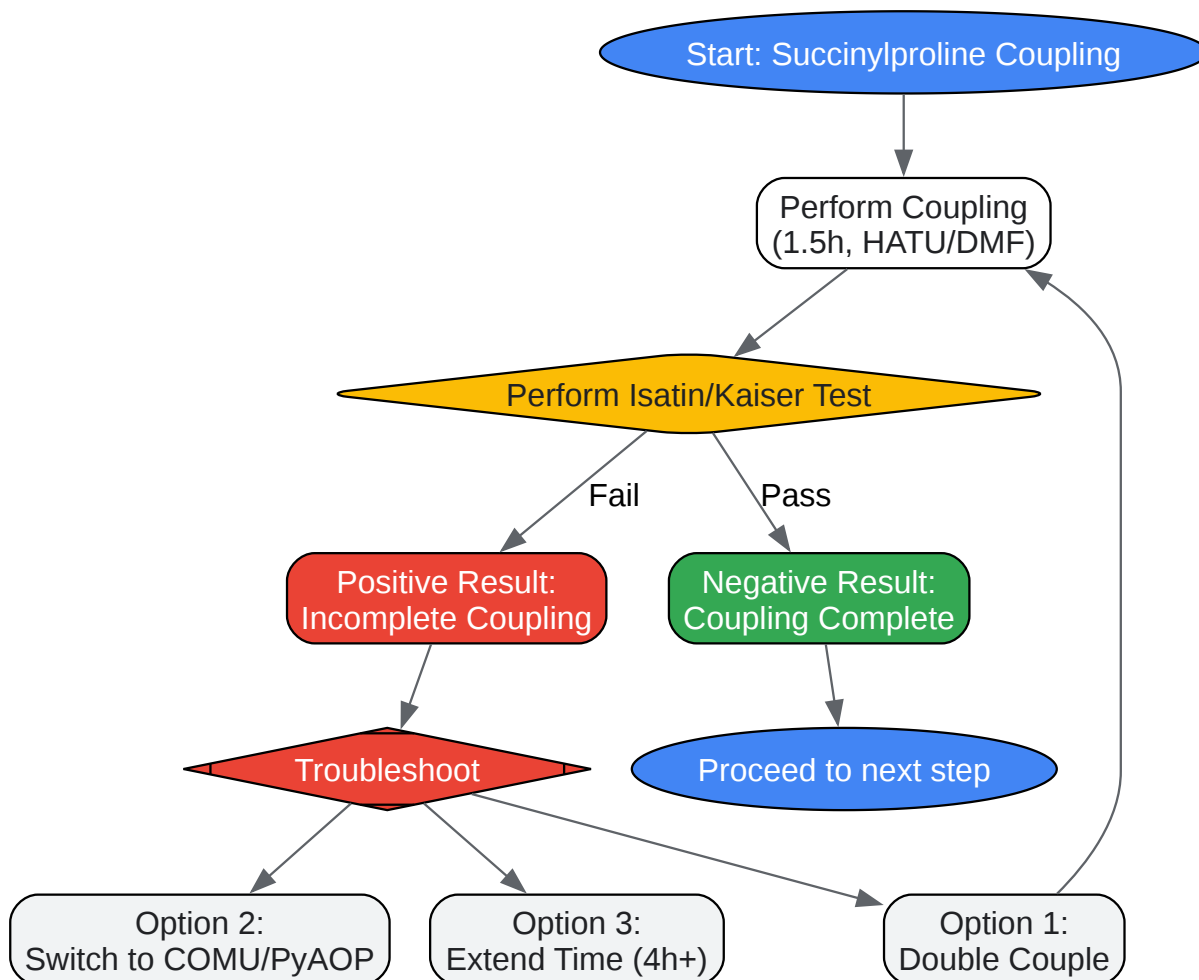 Start: Succinylproline Coupling
Perform Coupling
(1.5h, HATU/DMF)
Perform Isatin/Kaiser Test
Fail
Pass
Positive Result:
Incomplete Coupling
Negative Result:
Coupling Complete
Troubleshoot
Proceed to next step
Option 2:
Switch to COMU/PyAOP
Option 3:
Extend Time (4h+)
Option 1:
Double Couple